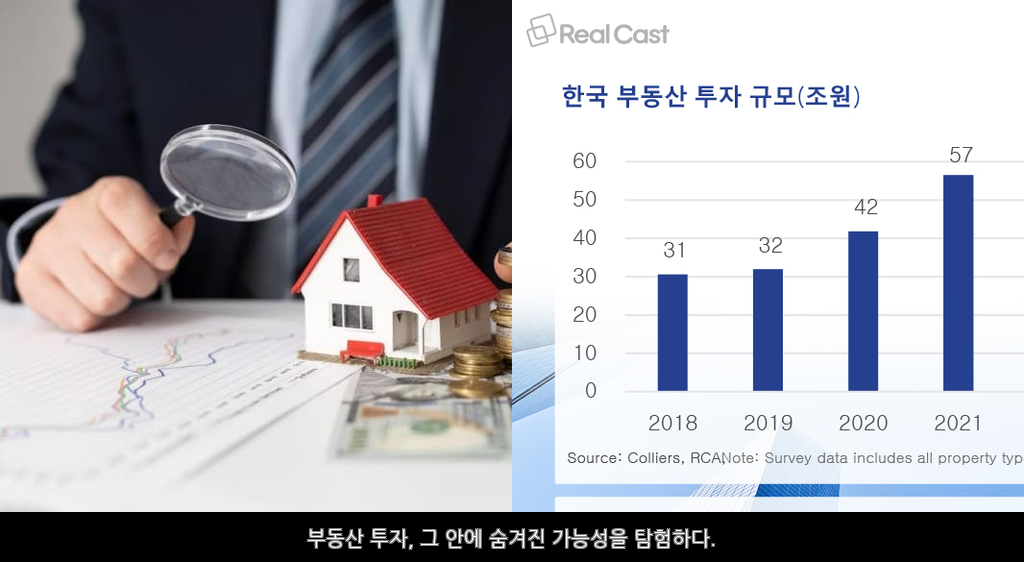 Real Cast
한국 부동산 투자 규모(조원)
60
50
40
30
20
10
0
31
32
42
57
2018 2019 2020 2021
Source: Colliers, RCANote: Survey data includes all property typ
부동산 투자, 그 안에 숨겨진 가능성을 탐험하다.